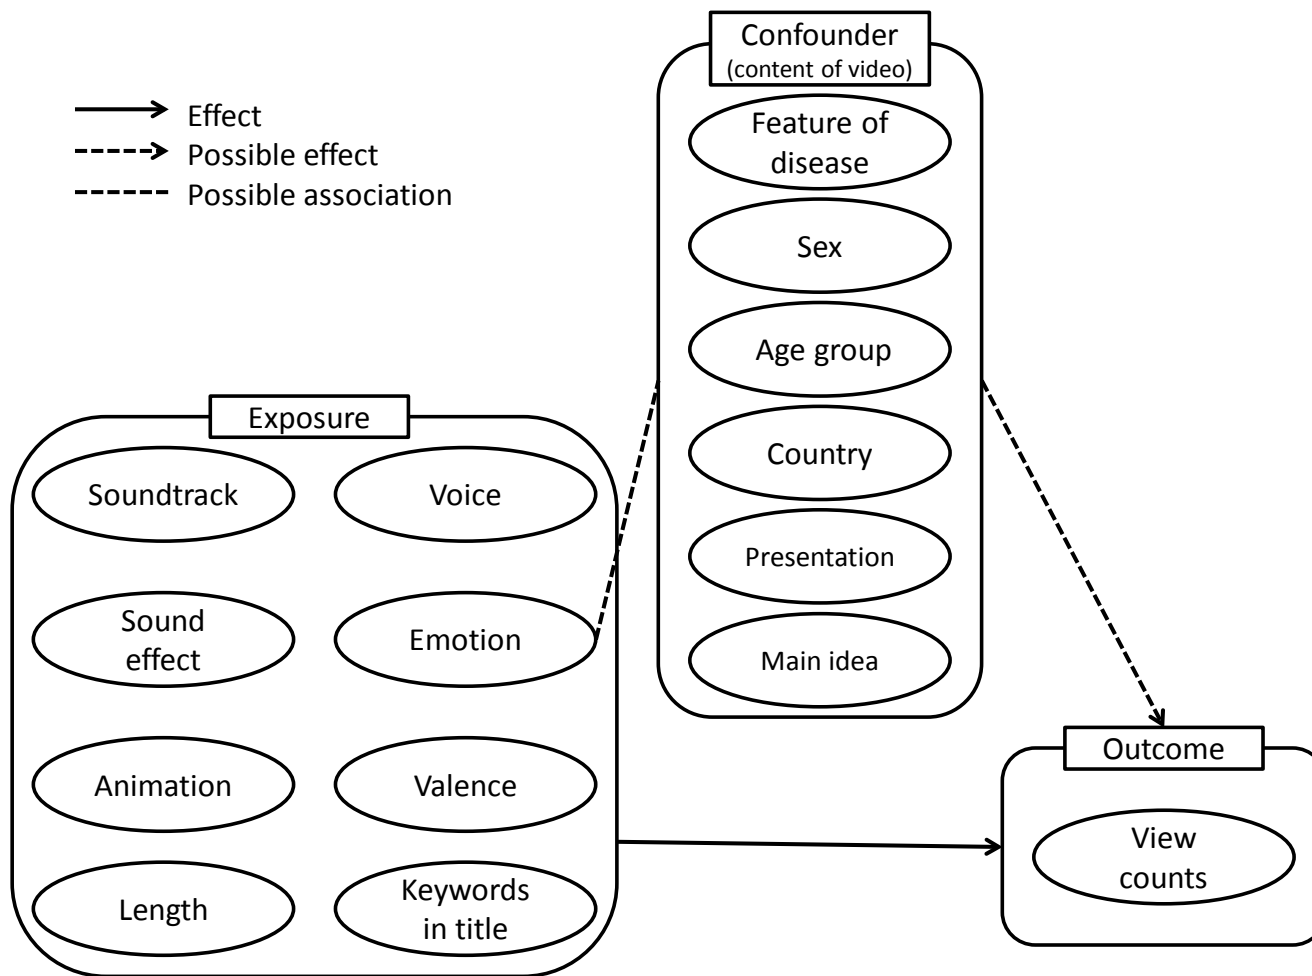 Confounder
(content of video)
Effect
Possible effect
Possible association
Feature of
disease
Sex
Age group
Country
Presentation
Main idea
Exposure
Soundtrack
Voice
Sound
effect
Emotion
Animation
Valence
Length
Keywords
in title
Outcome
View
counts